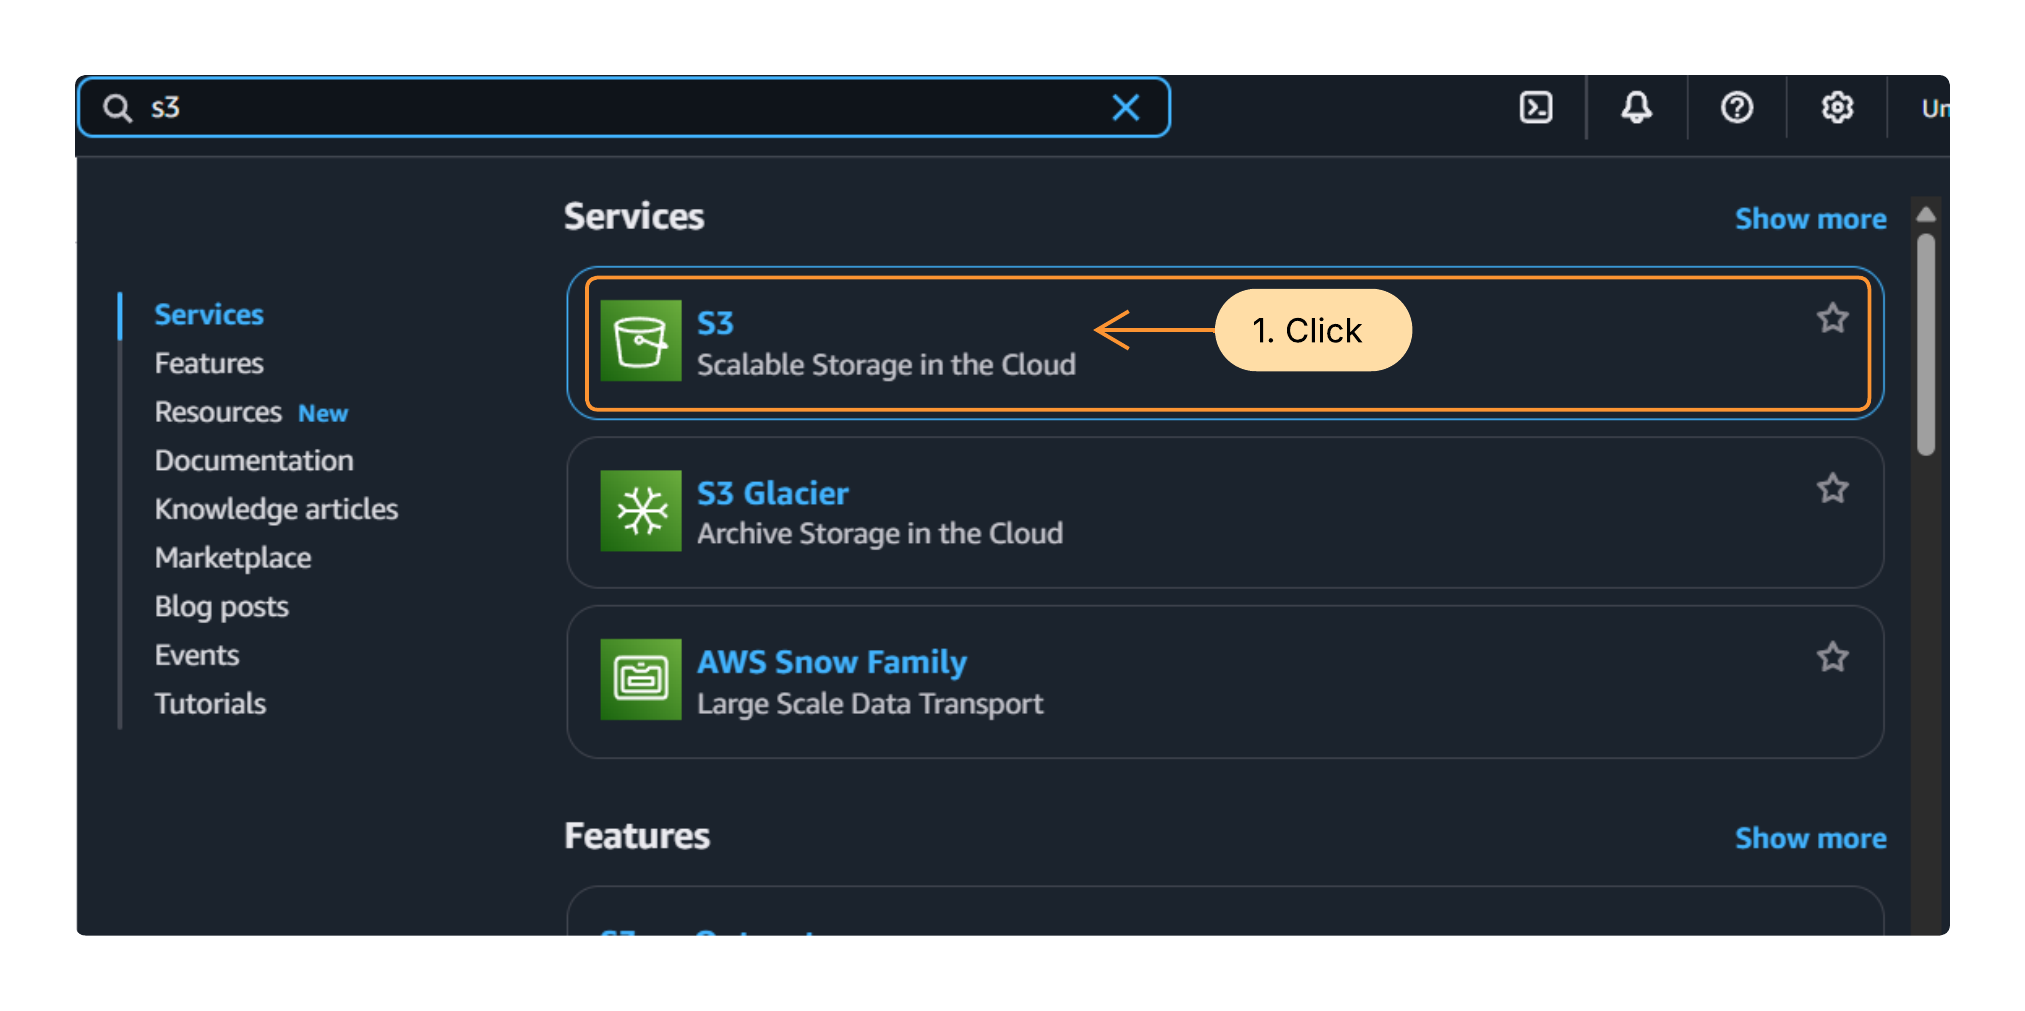 s3
Un
Services
Show more
Services
Features
Resources New
Documentation
Knowledge articles
Marketplace
Blog posts
Events
Tutorials
S3
Scalable Storage in the Cloud
1. Click
S3 Glacier
Archive Storage in the Cloud
AWS Snow Family
Large Scale Data Transport
Features
Show more